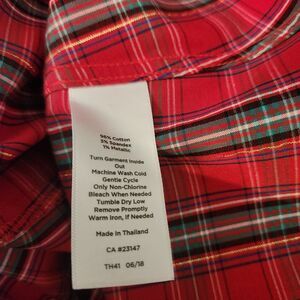 96% Cotton
3% Spandex
1% Metallic
Turn Garment Inside
Out
Machine Wash Cold
Gentle Cycle
Only Non-Chlorine
Bleach When Needed
Tumble Dry Low
Remove Promptly
Warm Iron, if Needed
Made in Thailand
CA #23147
TH41 06/18